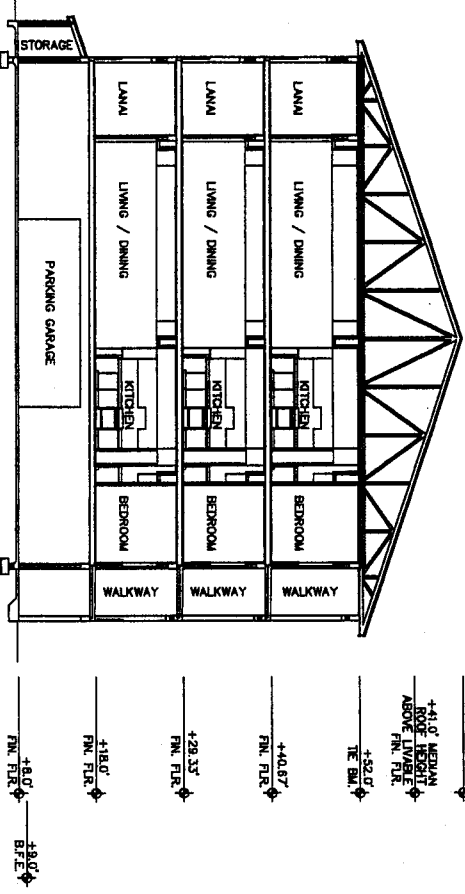 STORAGE
LANAI
LANAI
LANAI
LIVING / DINING
LIVING / DINING
LIVING / DINING
PARKING GARAGE
KITCHEN
KITCHEN
KITCHEN
BEDROOM
BEDROOM
BEDROOM
WALKWAY
WALKWAY
WALKWAY
+41.0' MEDIAN
ROOF HEIGHT
ABOVE LIVABLE
FIN. FLR.
+52.0'
TIE BM.
+40.67'
FIN. FLR.
+29.33'
FIN. FLR.
+18.0'
FIN. FLR.
+8.0'
FIN. FLR.
+9.0'
B.F.E.